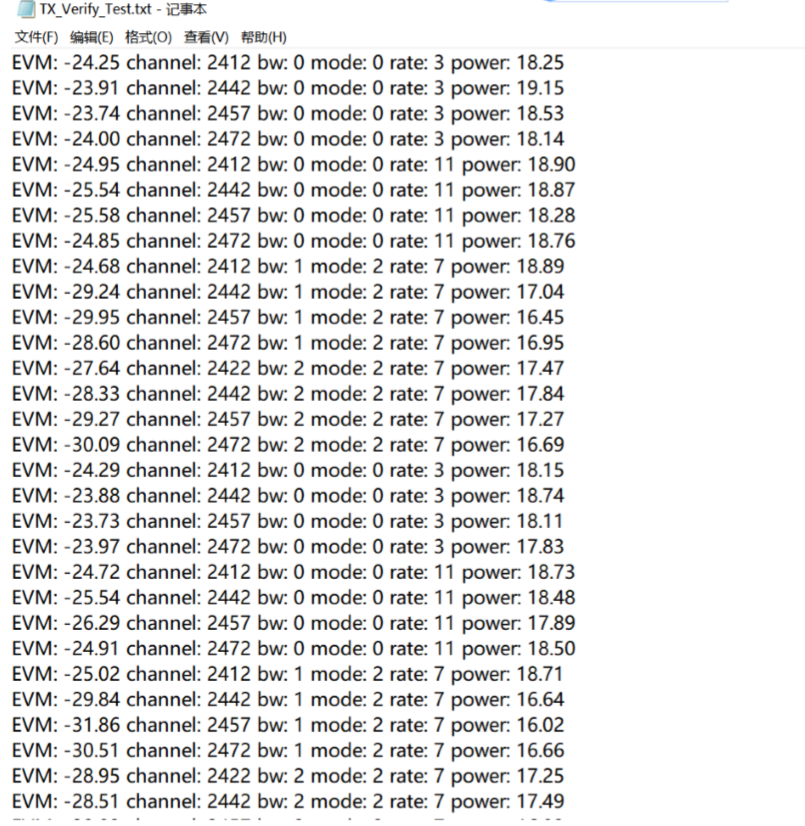 TX_Verify_Test.txt - 记事本
文件(F) 编辑(E) 格式(O) 查看(V) 帮助(H)
EVM: -24.25 channel: 2412 bw: 0 mode: 0 rate: 3 power: 18.25
EVM: -23.91 channel: 2442 bw: 0 mode: 0 rate: 3 power: 19.15
EVM: -23.74 channel: 2457 bw: 0 mode: 0 rate: 3 power: 18.53
EVM: -24.00 channel: 2472 bw: 0 mode: 0 rate: 3 power: 18.14
EVM: -24.95 channel: 2412 bw: 0 mode: 0 rate: 11 power: 18.90
EVM: -25.54 channel: 2442 bw: 0 mode: 0 rate: 11 power: 18.87
EVM: -25.58 channel: 2457 bw: 0 mode: 0 rate: 11 power: 18.28
EVM: -24.85 channel: 2472 bw: 0 mode: 0 rate: 11 power: 18.76
EVM: -24.68 channel: 2412 bw: 1 mode: 2 rate: 7 power: 18.89
EVM: -29.24 channel: 2442 bw: 1 mode: 2 rate: 7 power: 17.04
EVM: -29.95 channel: 2457 bw: 1 mode: 2 rate: 7 power: 16.45
EVM: -28.60 channel: 2472 bw: 1 mode: 2 rate: 7 power: 16.95
EVM: -27.64 channel: 2422 bw: 2 mode: 2 rate: 7 power: 17.47
EVM: -28.33 channel: 2442 bw: 2 mode: 2 rate: 7 power: 17.84
EVM: -29.27 channel: 2457 bw: 2 mode: 2 rate: 7 power: 17.27
EVM: -30.09 channel: 2472 bw: 2 mode: 2 rate: 7 power: 16.69
EVM: -24.29 channel: 2412 bw: 0 mode: 0 rate: 3 power: 18.15
EVM: -23.88 channel: 2442 bw: 0 mode: 0 rate: 3 power: 18.74
EVM: -23.73 channel: 2457 bw: 0 mode: 0 rate: 3 power: 18.11
EVM: -23.97 channel: 2472 bw: 0 mode: 0 rate: 3 power: 17.83
EVM: -24.72 channel: 2412 bw: 0 mode: 0 rate: 11 power: 18.73
EVM: -25.54 channel: 2442 bw: 0 mode: 0 rate: 11 power: 18.48
EVM: -26.29 channel: 2457 bw: 0 mode: 0 rate: 11 power: 17.89
EVM: -24.91 channel: 2472 bw: 0 mode: 0 rate: 11 power: 18.50
EVM: -25.02 channel: 2412 bw: 1 mode: 2 rate: 7 power: 18.71
EVM: -29.84 channel: 2442 bw: 1 mode: 2 rate: 7 power: 16.64
EVM: -31.86 channel: 2457 bw: 1 mode: 2 rate: 7 power: 16.02
EVM: -30.51 channel: 2472 bw: 1 mode: 2 rate: 7 power: 16.66
EVM: -28.95 channel: 2422 bw: 2 mode: 2 rate: 7 power: 17.25
EVM: -28.51 channel: 2442 bw: 2 mode: 2 rate: 7 power: 17.49